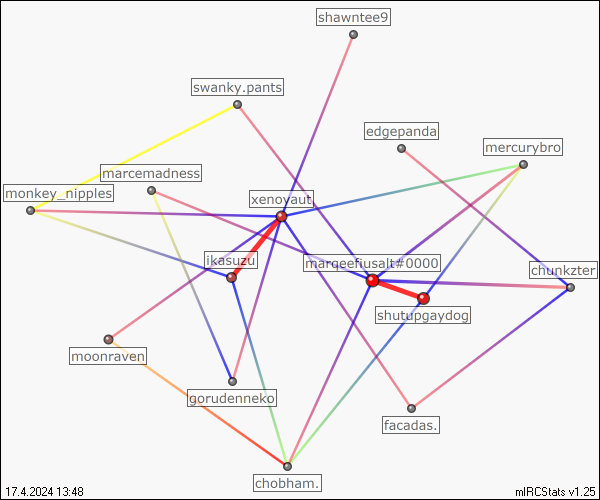 shawntee9
swanky.pants
edgepanda
mercurybro
marcemadness
monkey_nipples
xenoyaut
ikasuzu
marqeefiusalt#0000
chunkzter
shutupgaydog
moonraven
gorudenneko
facadas.
chobham.
17.4.2024 13:48
mIRCStats v1.25